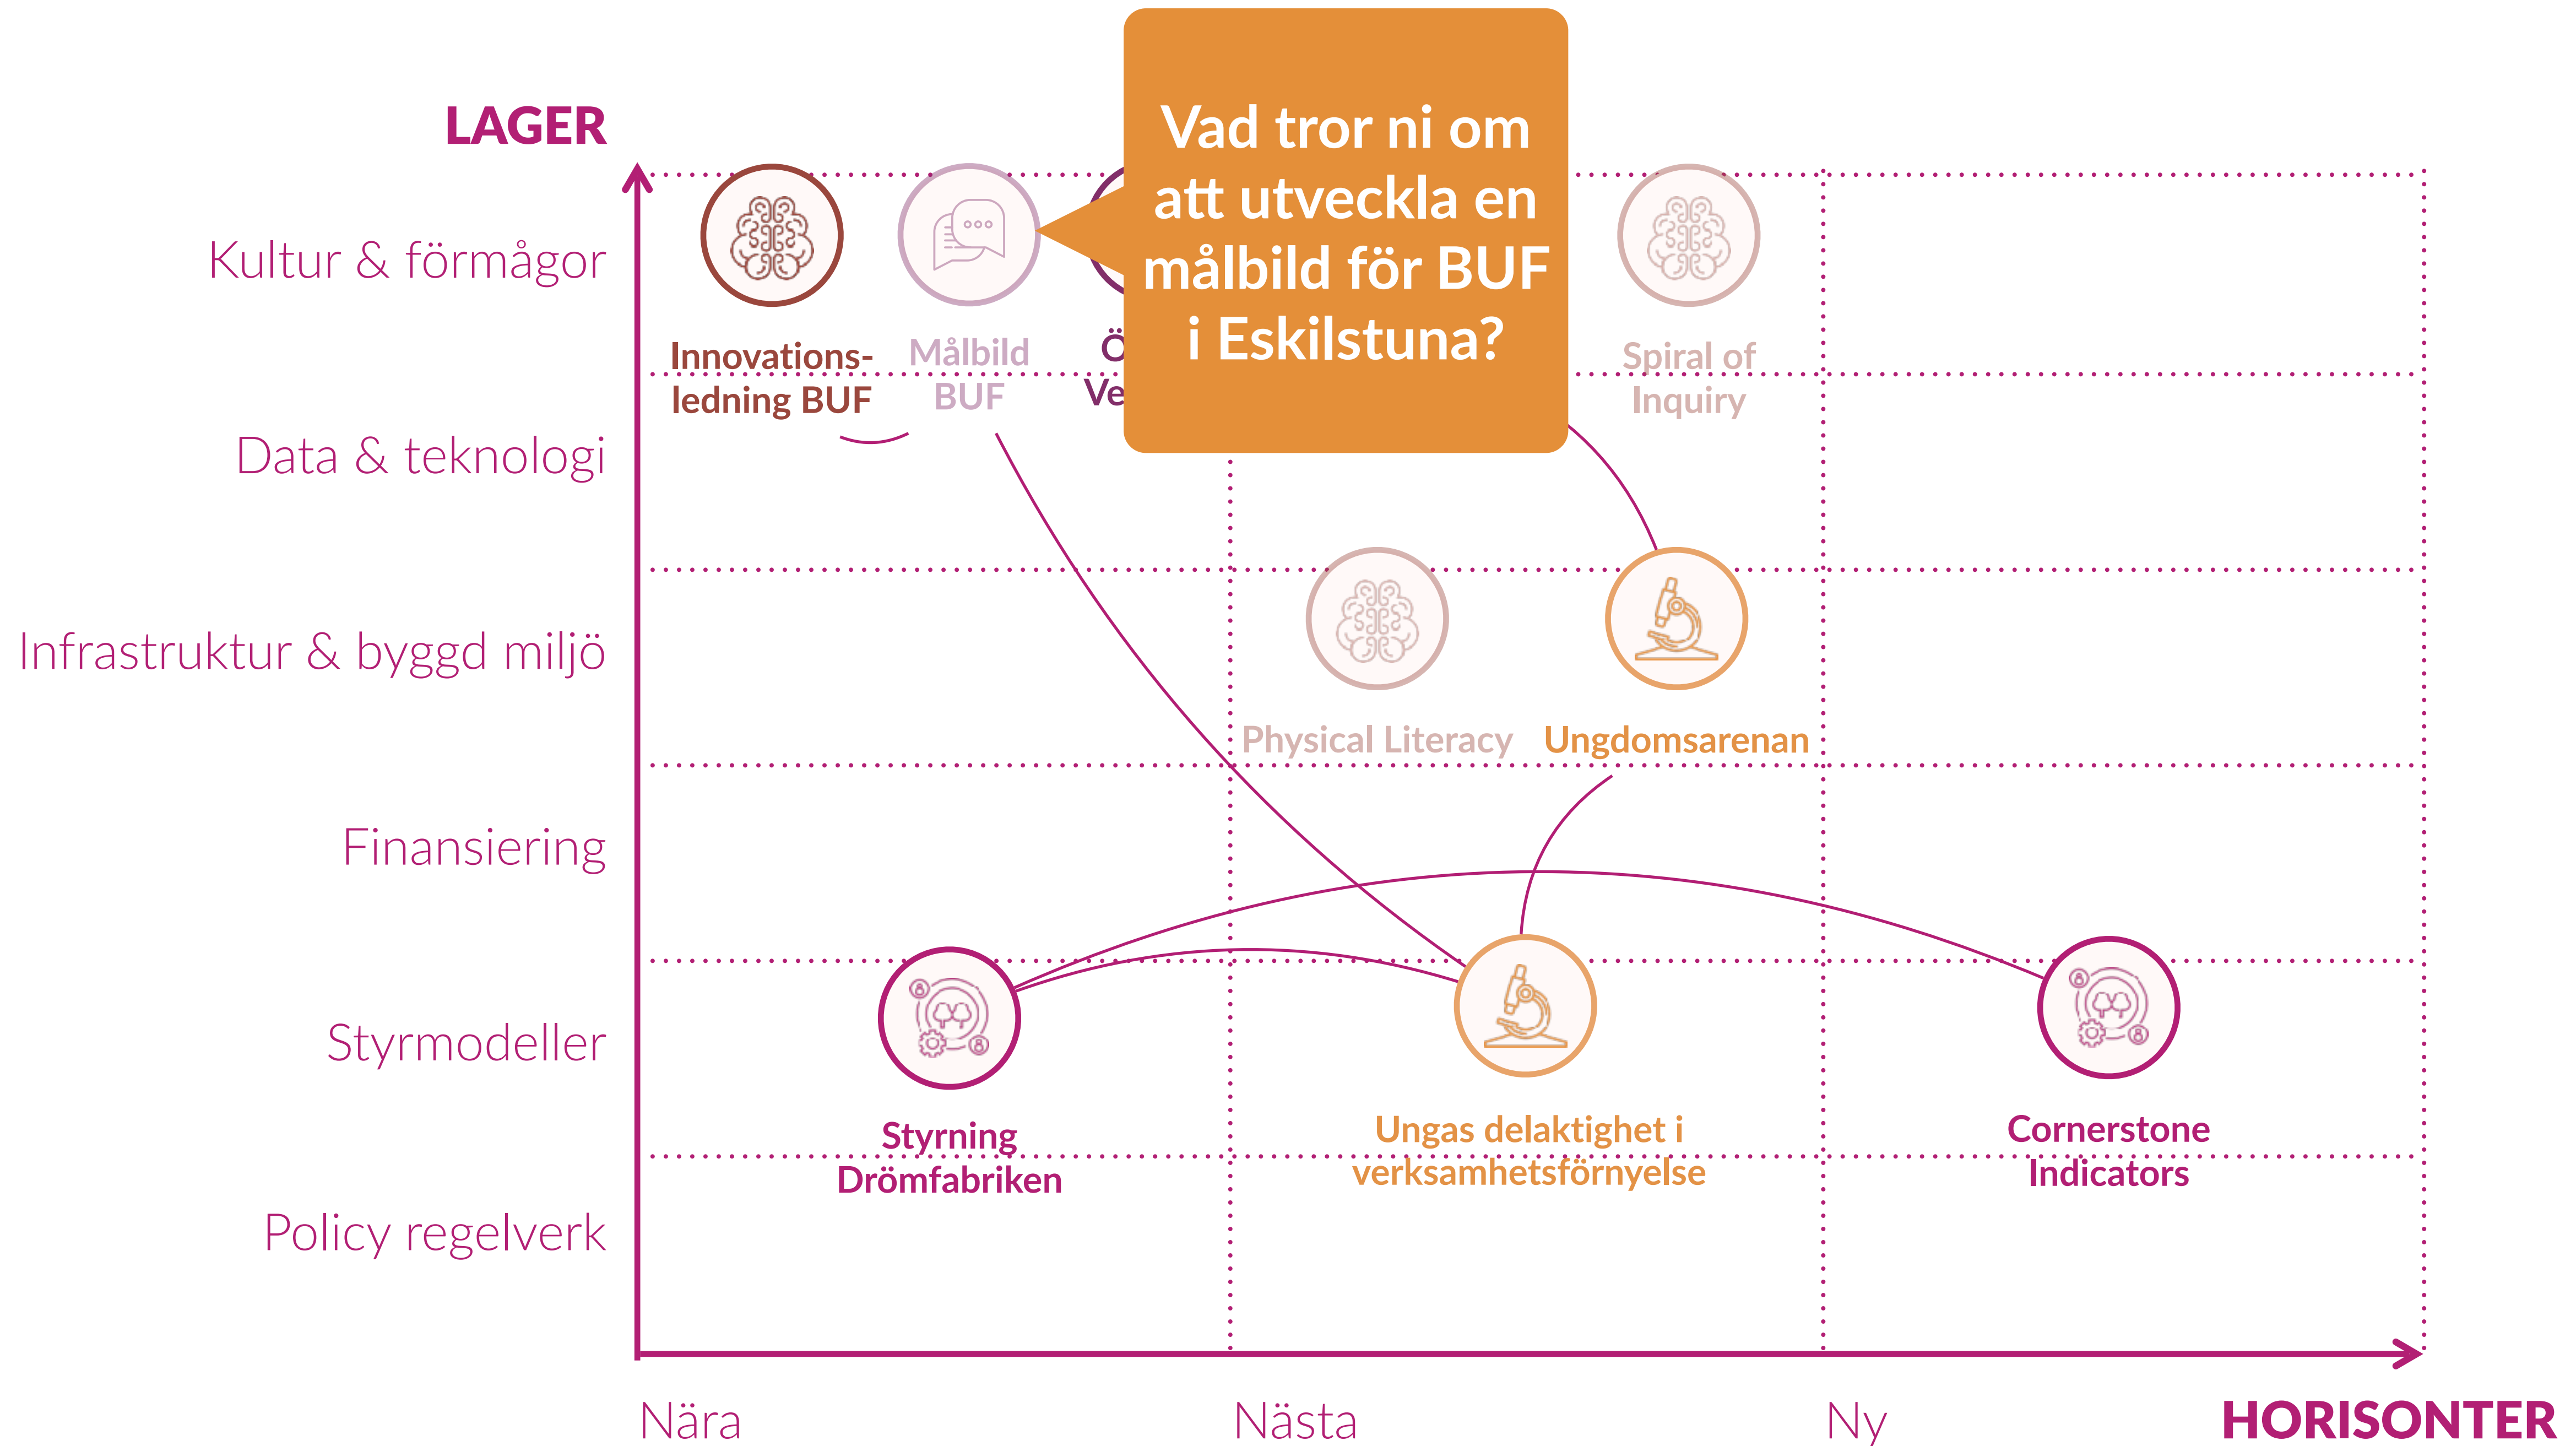 LAGER
Vad tror ni om
att utveckla en
målbild för BUF
i Eskilstuna?
Kultur & förmågor
Innovations-
ledning BUF
Målbild
BUF
Spiral of
Inquiry
Data & teknologi
Infrastruktur & byggd miljö
Physical Literacy
Ungdomsarenan
Finansiering
Styrmodeller
Styrning
Drömfabriken
Ungas delaktighet i
verksamhetsförnyelse
Cornerstone
Indicators
Policy regelverk
Nära
Nästa
Ny
HORISONTER